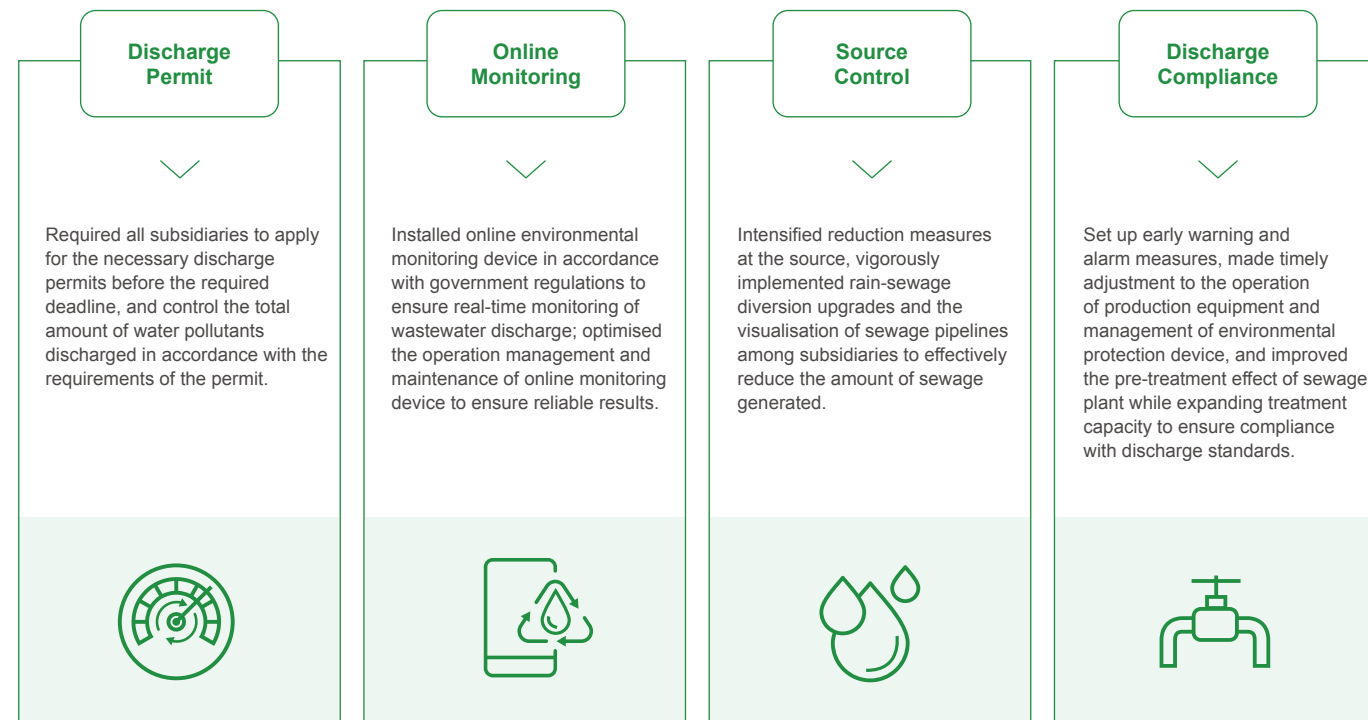 Discharge
Permit
Required all subsidiaries to apply
for the necessary discharge
permits before the required
deadline, and control the total
amount of water pollutants
discharged in accordance with the
requirements of the permit.
Online
Monitoring
Installed online environmental
monitoring device in accordance
with government regulations to
ensure real-time monitoring of
wastewater discharge; optimised
the operation management and
maintenance of online monitoring
device to ensure reliable results.
Source
Control
Intensified reduction measures
at the source, vigorously
implemented rain-sewage
diversion upgrades and the
visualisation of sewage pipelines
among subsidiaries to effectively
reduce the amount of sewage
generated.
Discharge
Compliance
Set up early warning and
alarm measures, made timely
adjustment to the operation
of production equipment and
management of environmental
protection device, and improved
the pre-treatment effect of sewage
plant while expanding treatment
capacity to ensure compliance
with discharge standards.